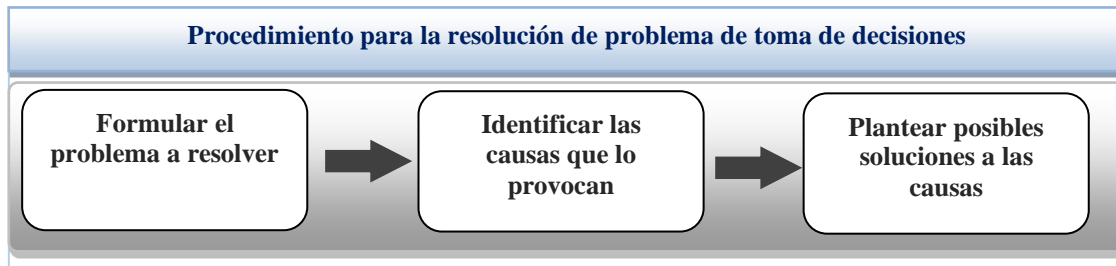 Procedimiento para la resolución de problema de toma de decisiones
Formular el
problema a resolver
Identificar las
causas que lo
provocan
Plantear posibles
soluciones a las
causas